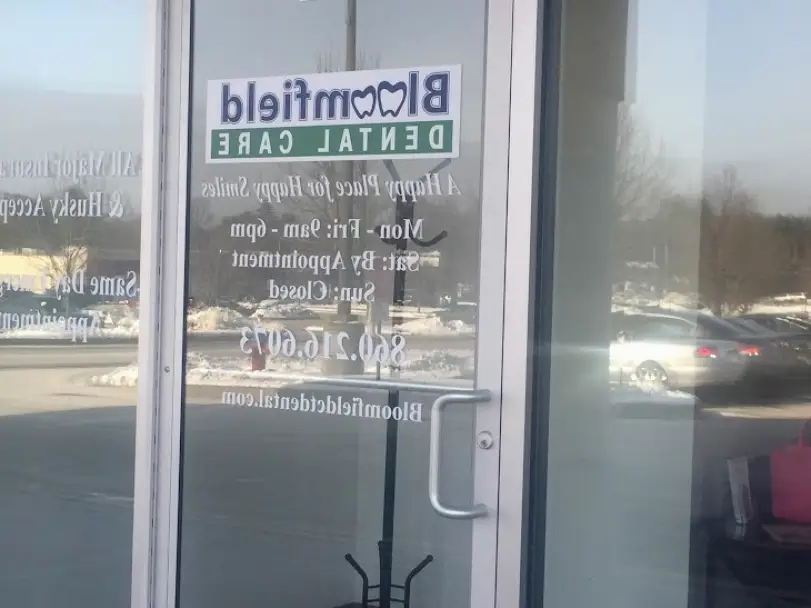 Bloomfield
DENTAL CARE
A Happy Place for Happy Smiles
Mon - Fri: 9am - 6pm
Sat: By Appointment
Sun: Closed
860.216.6073
Bloomfieldctdental.com
All Major Insura
& Husky Accep
Same Day
Appointment